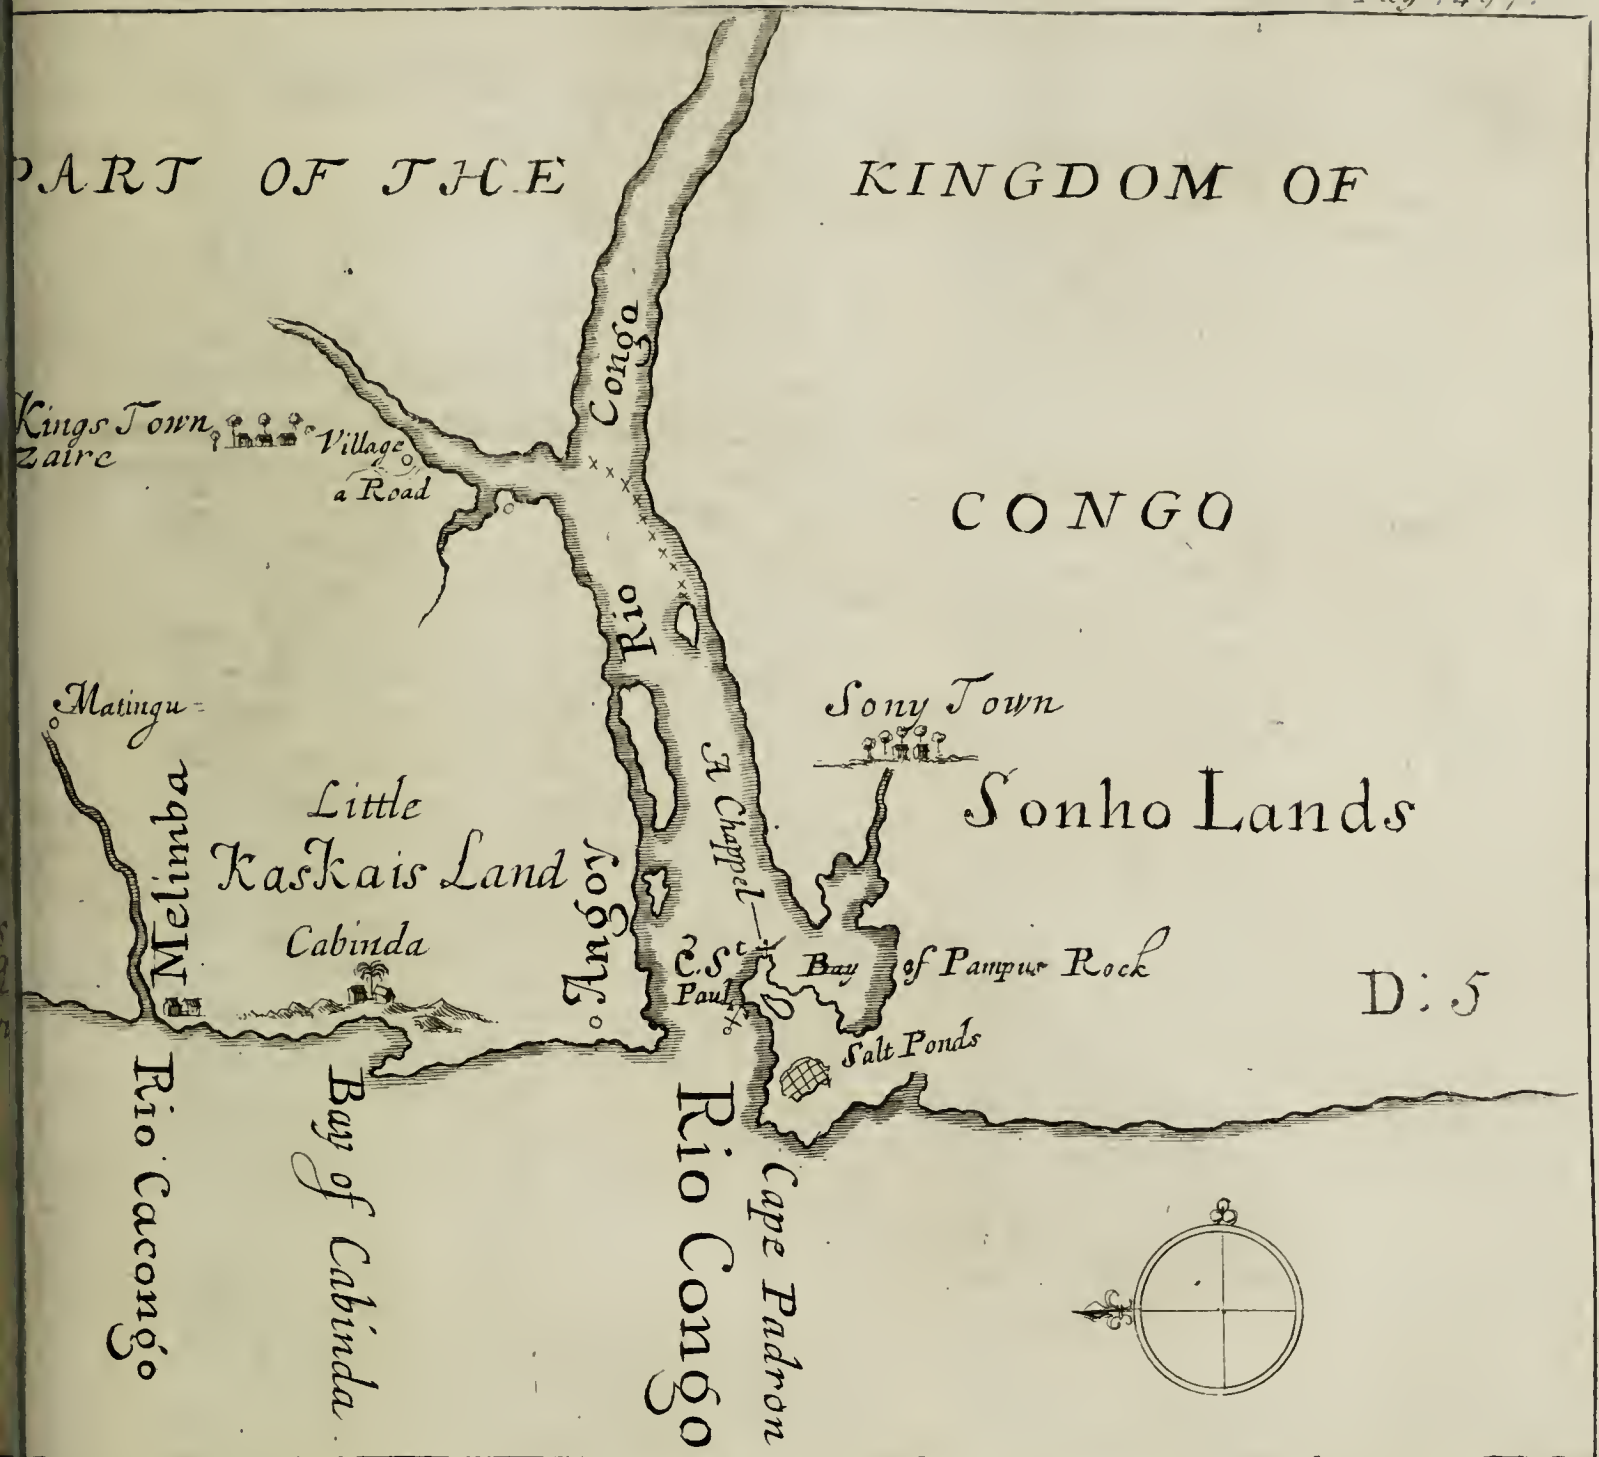 PART OF THE KINGDOM OF
CONGO
Congo
Kings Town
Zaire
Village
a Road
Rio
Matingu=
Sony Town
Melimba
Little
KasKais Land
A Chappel
Sonho Lands
Angoy
Cabinda
C. St
Paul
Bay of Pampus Rock
D: 5
Salt Ponds
Rio Cacongo
Bay of Cabinda
Rio Congo
Cape Padron